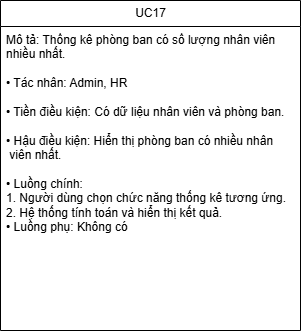 UC17
Mô tả: Thống kê phòng ban có số lượng nhân viên
nhiều nhất.
• Tác nhân: Admin, HR
• Tiền điều kiện: Có dữ liệu nhân viên và phòng ban.
• Hậu điều kiện: Hiển thị phòng ban có nhiều nhân
viên nhất.
• Luồng chính:
1. Người dùng chọn chức năng thống kê tương ứng.
2. Hệ thống tính toán và hiển thị kết quả.
• Luồng phụ: Không có